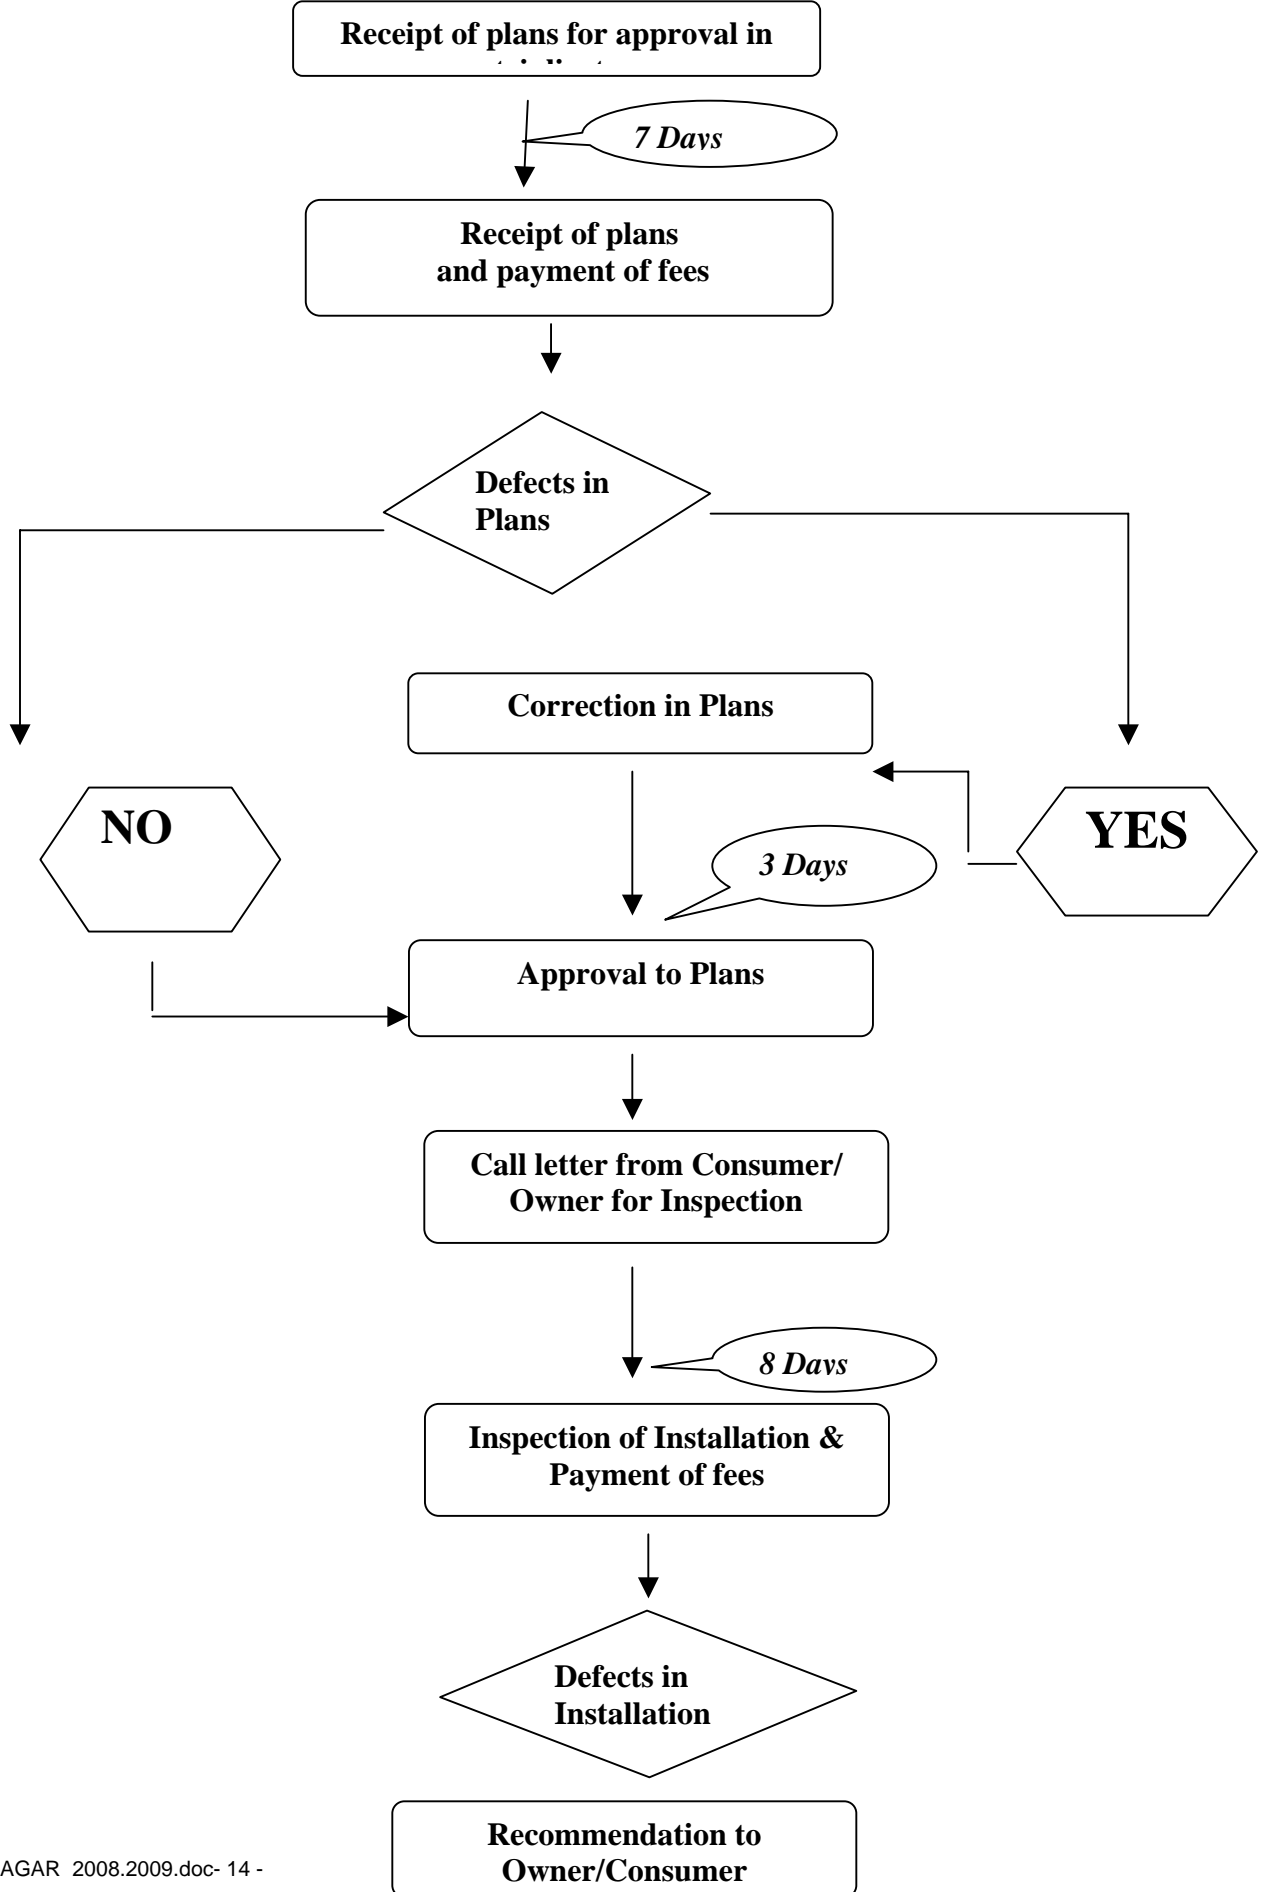 Receipt of plans for approval in
7 Days
Receipt of plans
and payment of fees
Defects in
Plans
Correction in Plans
NO
YES
3 Days
Approval to Plans
Call letter from Consumer/
Owner for Inspection
8 Days
Inspection of Installation &
Payment of fees
Defects in
Installation
Recommendation to
Owner/Consumer
AGAR 2008.2009.doc- 14 -